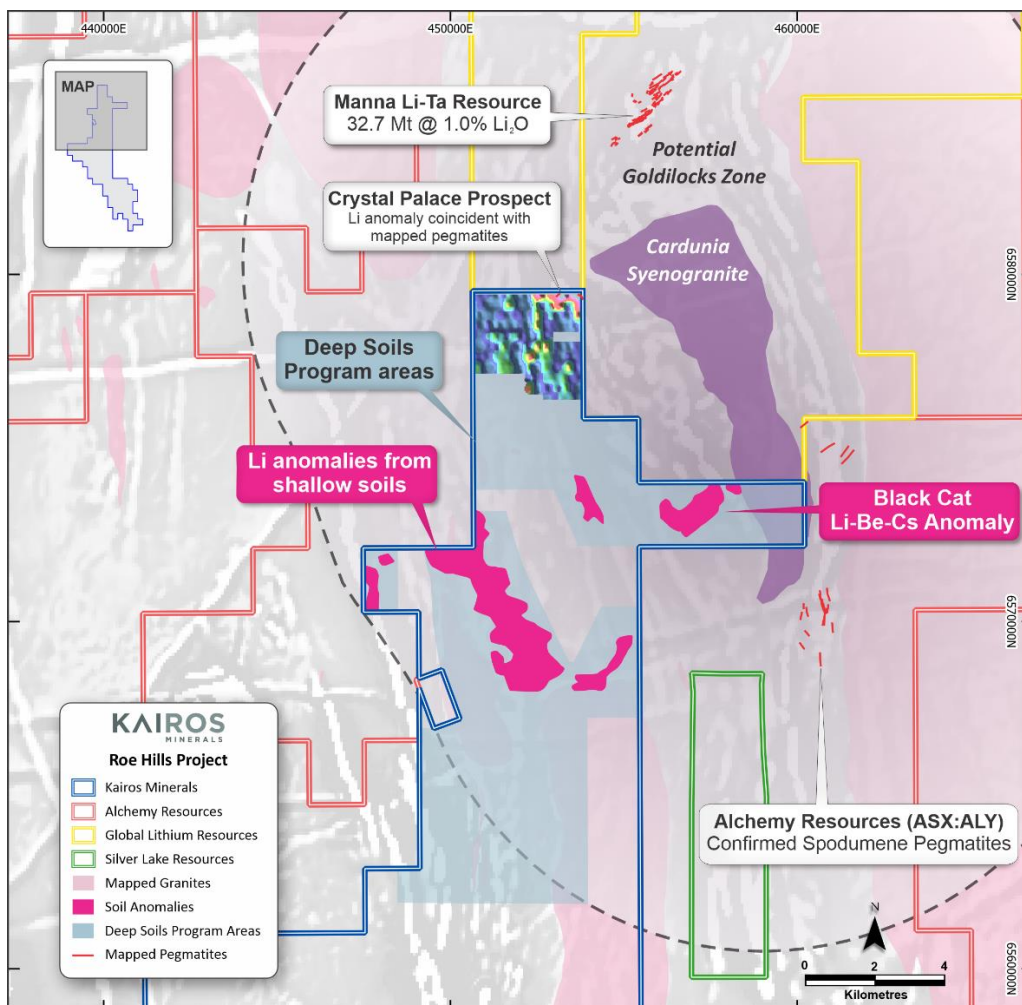 440000E
450000E
460000E
MAP
Manna Li-Ta Resource
32.7 Mt @ 1.0% Li₂O
Potential
Goldilocks Zone
Crystal Palace Prospect
Li anomaly coincident with
mapped pegmatites
Cardunia
Syenogranite
6580000N
Deep Soils
Program areas
Li anomalies from
shallow soils
Black Cat
Li-Be-Cs Anomaly
6570000N
KAIROS
MINERALS
Roe Hills Project
Kairos Minerals
Alchemy Resources
Global Lithium Resources
Silver Lake Resources
Mapped Granites
Soil Anomalies
Deep Soils Program Areas
Mapped Pegmatites
Alchemy Resources (ASX:ALY)
Confirmed Spodumene Pegmatites
N
0 2 4
Kilometres
6560000N